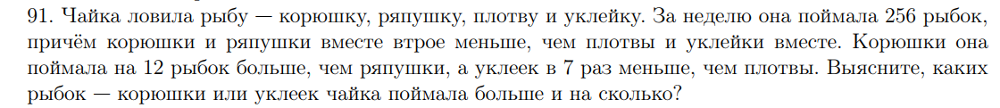 91. Чайка ловила рыбу — корюшку, ряпушку, плотву и уклейку. За неделю она поймала 256 рыбок,
причём корюшки и ряпушки вместе втрое меньше, чем плотвы и уклейки вместе. Корюшки она
поймала на 12 рыбок больше, чем ряпушки, а уклеек в 7 раз меньше, чем плотвы. Выясните, каких
рыбок — корюшки или уклеек чайка поймала больше и на сколько?